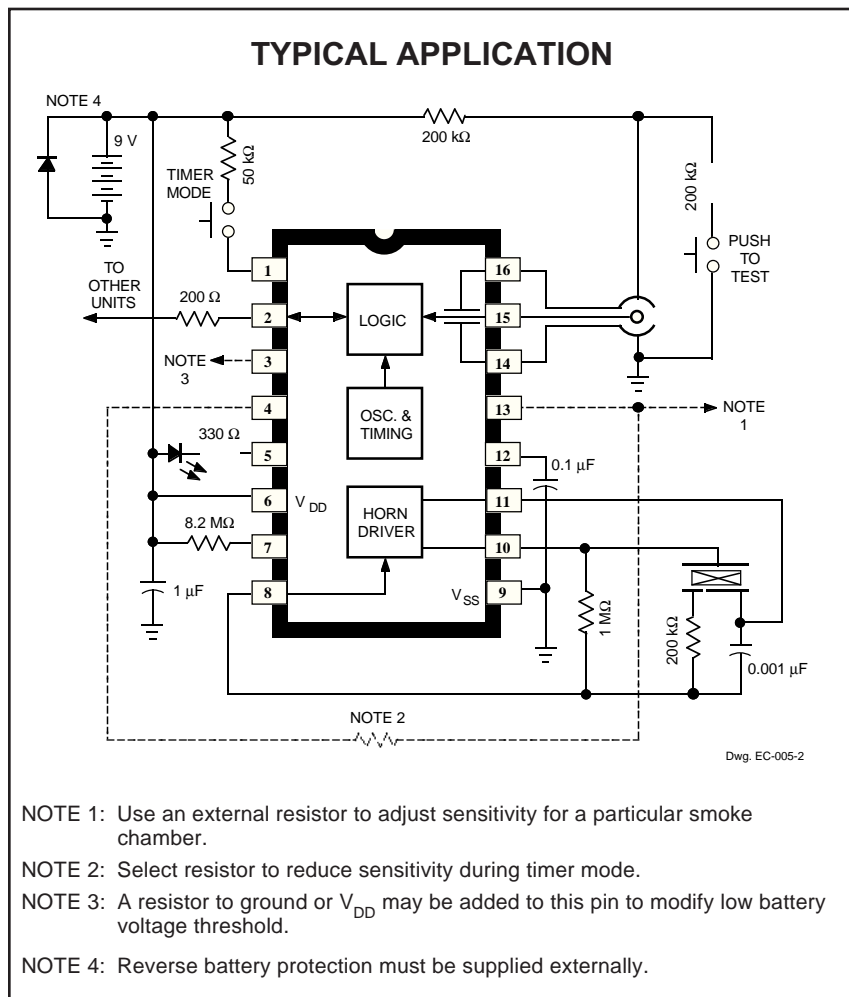 TYPICAL APPLICATION
NOTE 4
9 V
TIMER
MODE
50 kΩ
200 kΩ
200 kΩ
PUSH
TO
TEST
TO
OTHER
UNITS
200 Ω
NOTE
3
330 Ω
8.2 MΩ
1 µF
1
2
3
4
5
6
7
8
V DD
LOGIC
OSC. &
TIMING
HORN
DRIVER
VSS
16
15
14
13
12
11
10
9
NOTE
1
0.1 µF
1 MΩ
200 kΩ
0.001 µF
NOTE 2
Dwg. EC-005-2
NOTE 1: Use an external resistor to adjust sensitivity for a particular smoke
chamber.
NOTE 2: Select resistor to reduce sensitivity during timer mode.
NOTE 3: A resistor to ground or VDD may be added to this pin to modify low battery
voltage threshold.
NOTE 4: Reverse battery protection must be supplied externally.